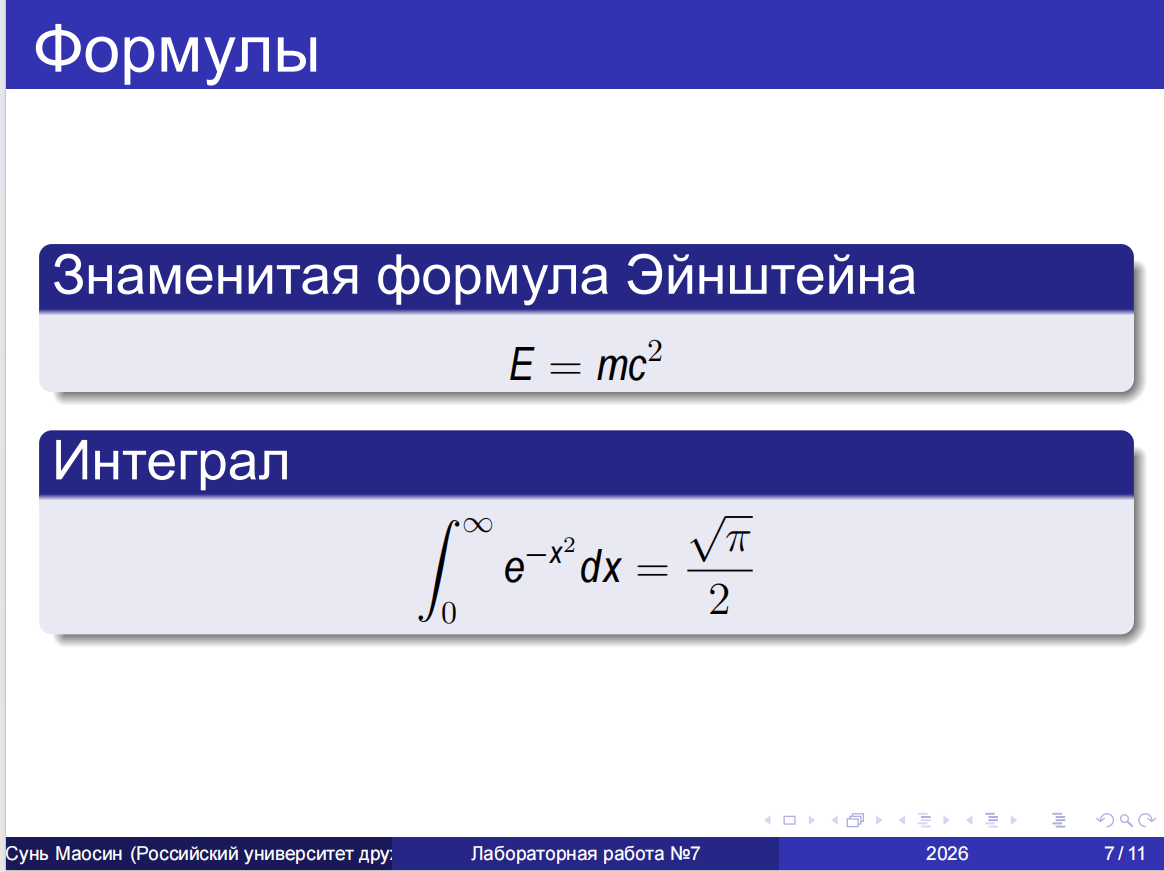 Формулы
Знаменитая формула Эйнштейна
E = mc²
Интеграл
∫₀^∞ e^{−x²} dx = √π / 2
Сунь Маосин (Российский университет дру
Лабораторная работа №7
2026
7 / 11